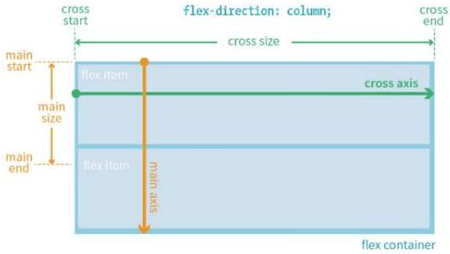 cross
start
flex-direction: column;
cross
end
cross size
main
start
flex item
cross axis
main
size
main
end
flex item
main axis
flex container